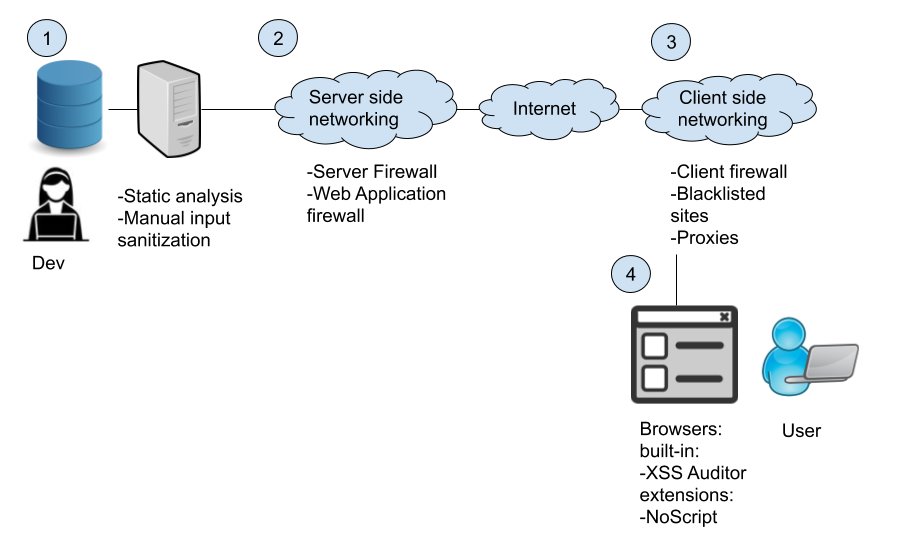 1
2
3
Server side
networking
Internet
Client side
networking
-Static analysis
-Manual input
sanitization
Dev
-Server Firewall
-Web Application
firewall
-Client firewall
-Blacklisted
sites
-Proxies
4
Browsers:
built-in:
-XSS Auditor
extensions:
-NoScript
User